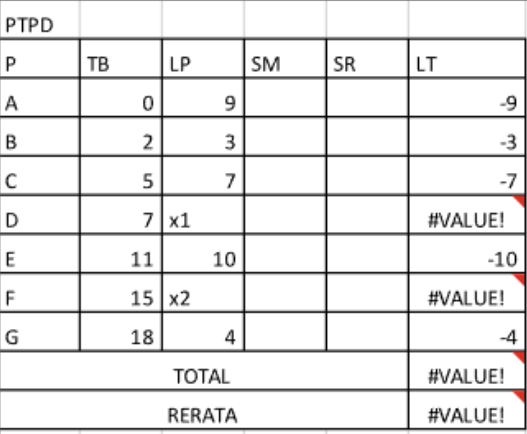 PTPD
P TB LP SM SR LT
A 0 9 -9
B 2 3 -3
C 5 7 -7
D 7 x1 #VALUE!
E 11 10 -10
F 15 x2 #VALUE!
G 18 4 -4
TOTAL #VALUE!
RERATA #VALUE!